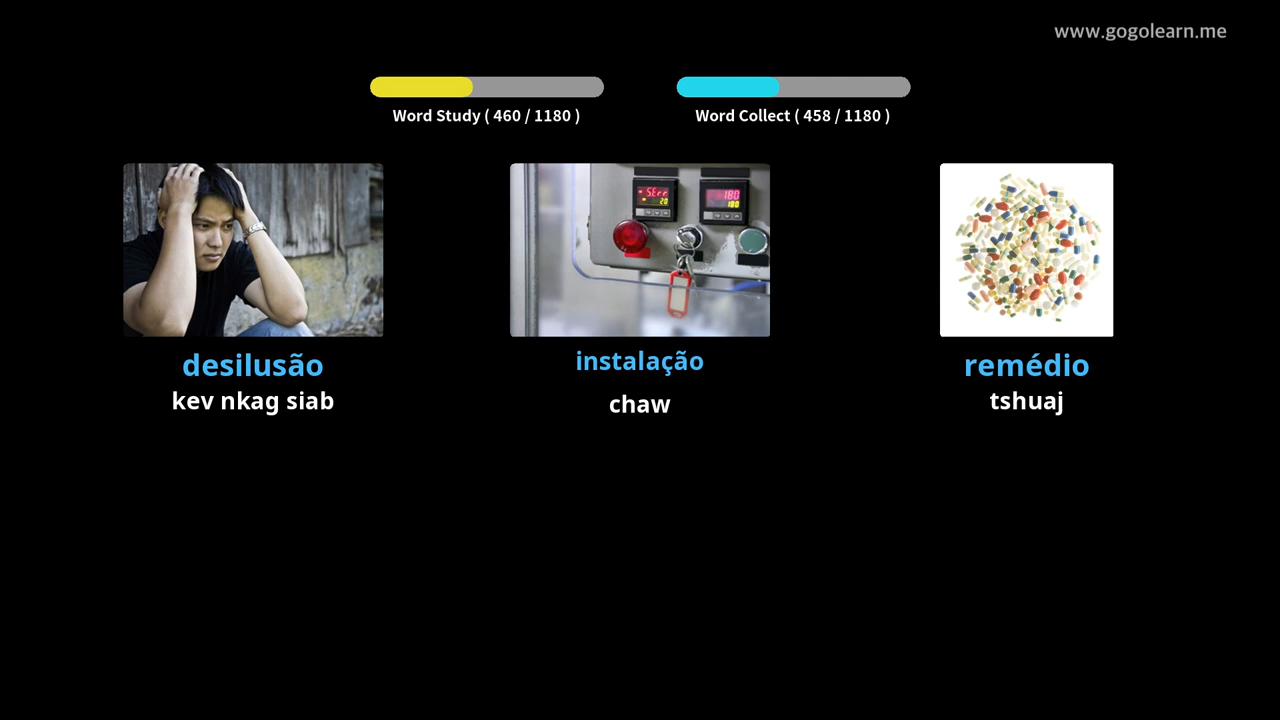 www.gogolearn.me
Word Study ( 460 / 1180 )
Word Collect ( 458 / 1180 )
desilusão
kev nkag siab
instalação
chaw
remédio
tshuaj